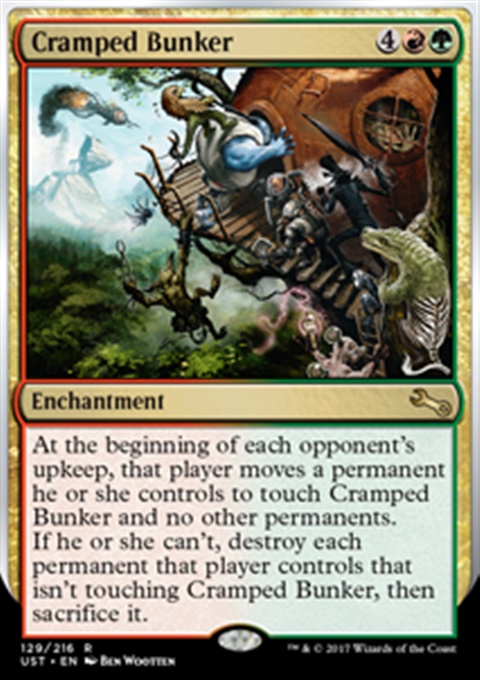 Cramped Bunker 4
Enchantment
At the beginning of each opponent's
upkeep, that player moves a permanent
he or she controls to touch Cramped
Bunker and no other permanents.
If he or she can't, destroy each
permanent that player controls that
isn't touching Cramped Bunker, then
sacrifice it.
129/216 R
UST • EN Ben Wootten
™ & © 2017 Wizards of the Coast